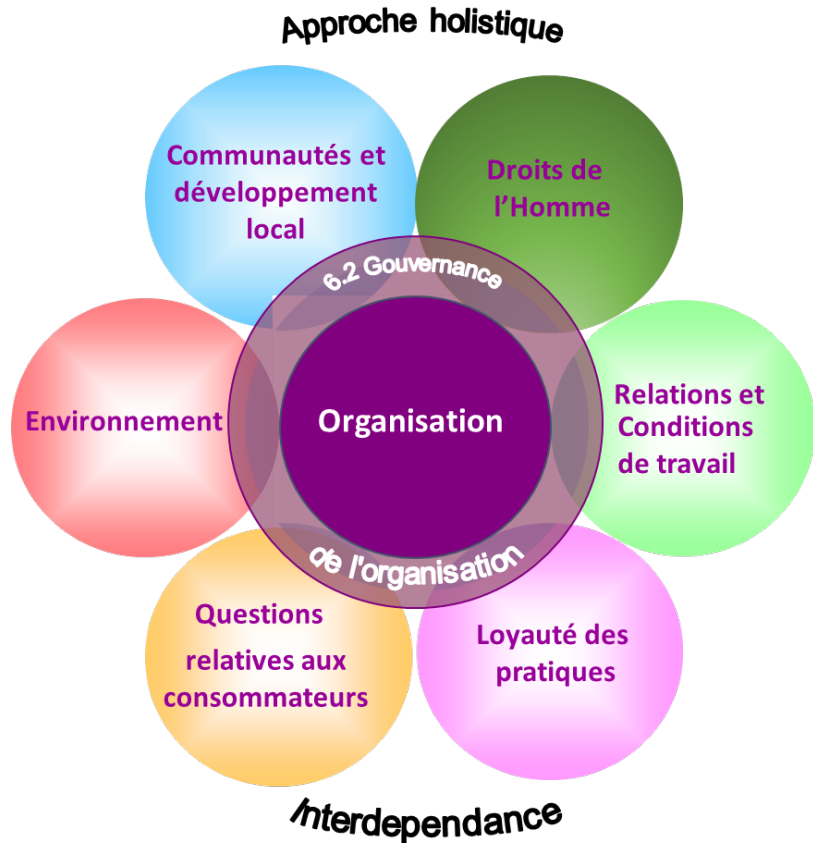 Approche holistique
Communautés et
développement
local
Droits de
l’Homme
6.2 Gouvernance
Environnement
Organisation
Relations et
Conditions
de travail
de l'organisation
Questions
relatives aux
consommateurs
Loyauté des
pratiques
Interdependance